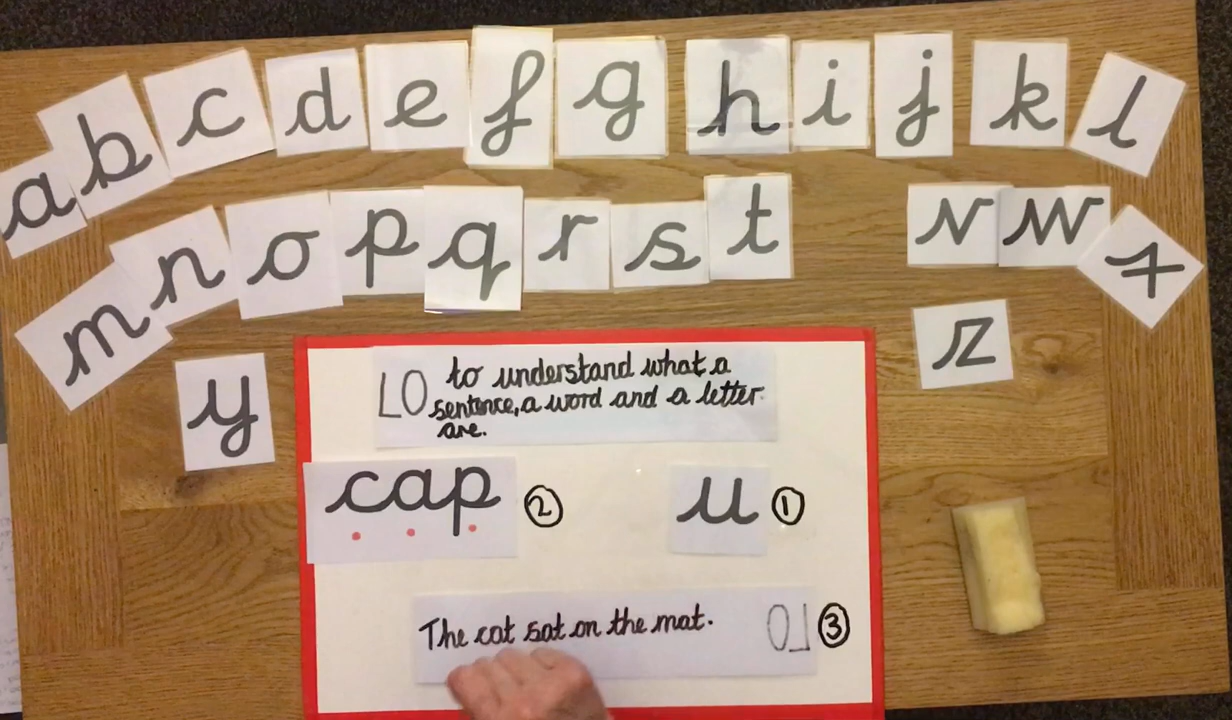 a b c d e f g h i j k l
m n o p q r s t v w x
y z
LO to understand what a
sentence, a word and a letter
are.
cap ② u ①
The cat sat on the mat. ③